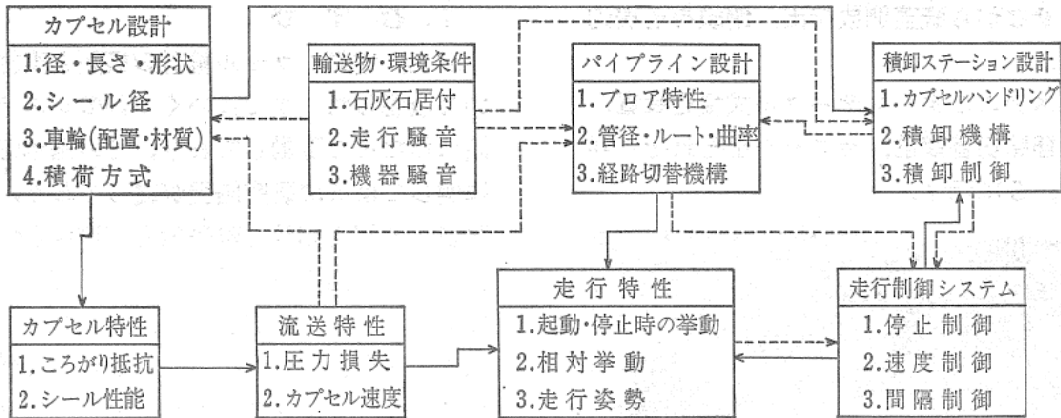 カプセル設計
1.径・長さ・形状
2.シール径
3.車輪(配置・材質)
4.積荷方式
輸送物・環境条件
1.石灰石居付
2.走行騒音
3.機器騒音
パイプライン設計
1.ブロア特性
2.管径・ルート・曲率
3.経路切替機構
積卸ステーション設計
1.カプセルハンドリング
2.積卸機構
3.積卸制御
カプセル特性
1.ころがり抵抗
2.シール性能
流送特性
1.圧力損失
2.カプセル速度
走行特性
1.起動・停止時の挙動
2.相対挙動
3.走行姿勢
走行制御システム
1.停止制御
2.速度制御
3.間隔制御